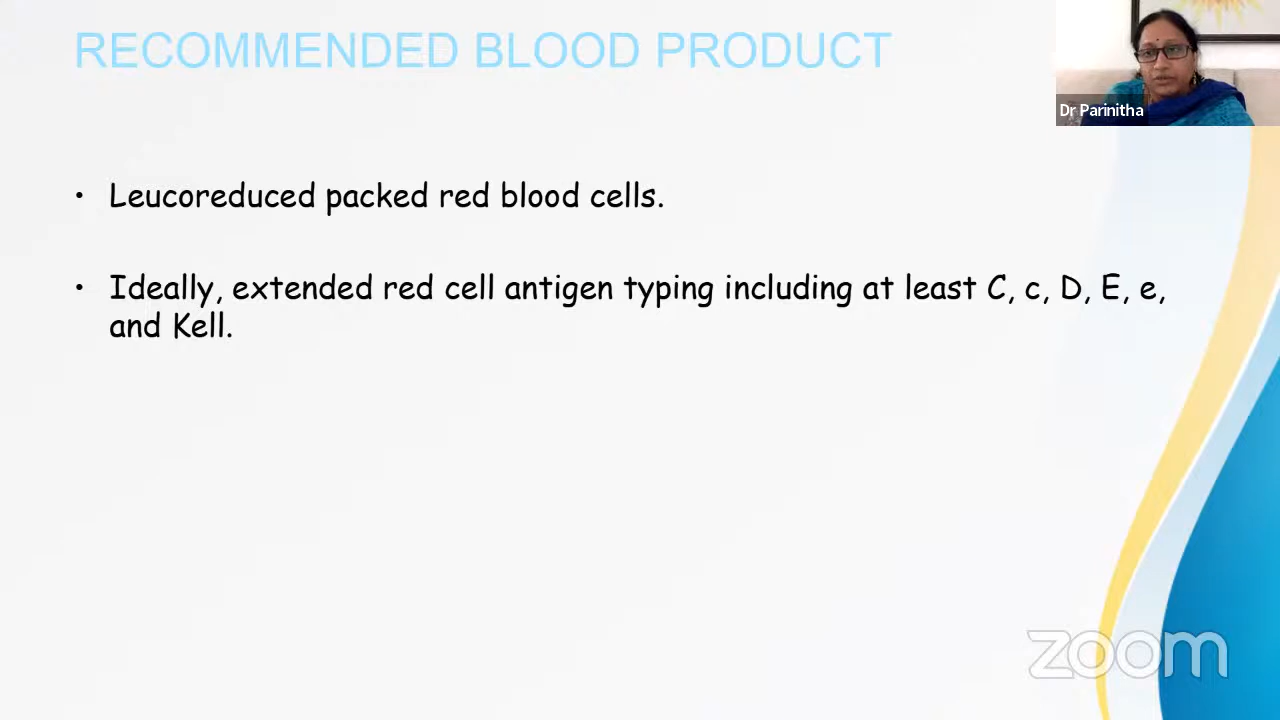 RECOMMENDED BLOOD PRODUCT
Dr Parinitha
• Leucoreduced packed red blood cells.
• Ideally, extended red cell antigen typing including at least C, c, D, E, e,
and Kell.
zoom